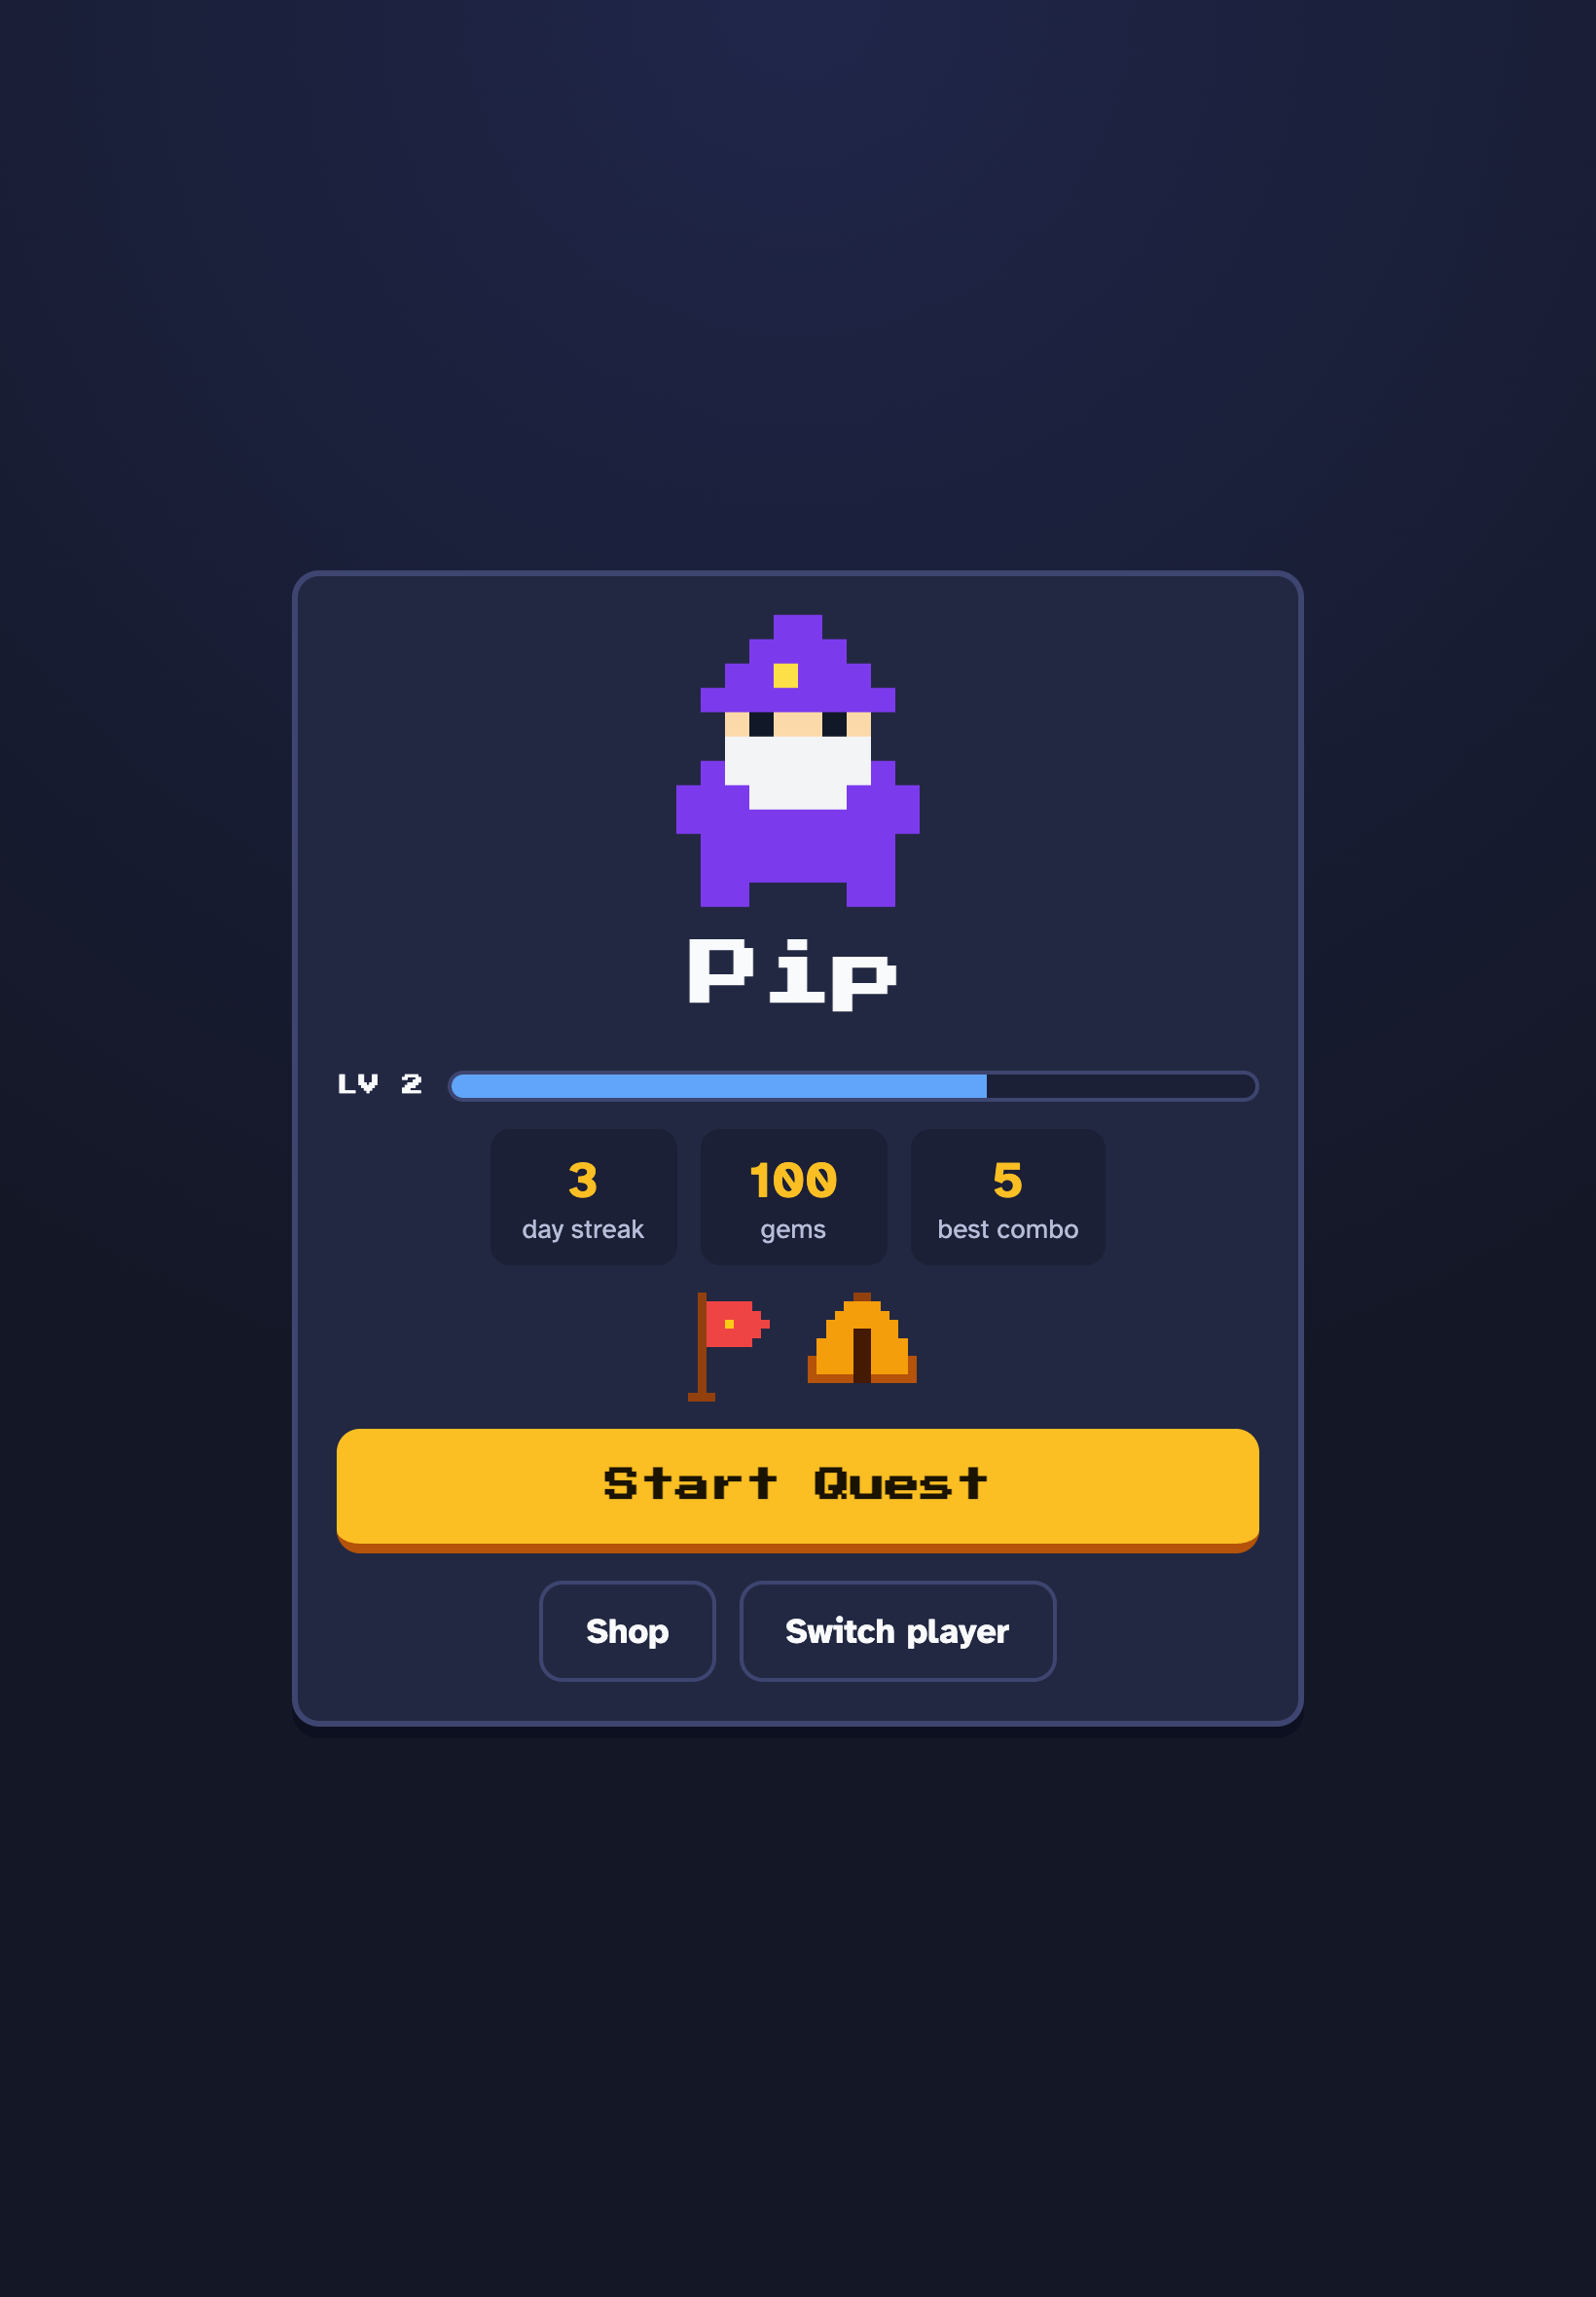 Pip
LV 2
3 100 5
day streak gems best combo
Start Quest
Shop Switch player